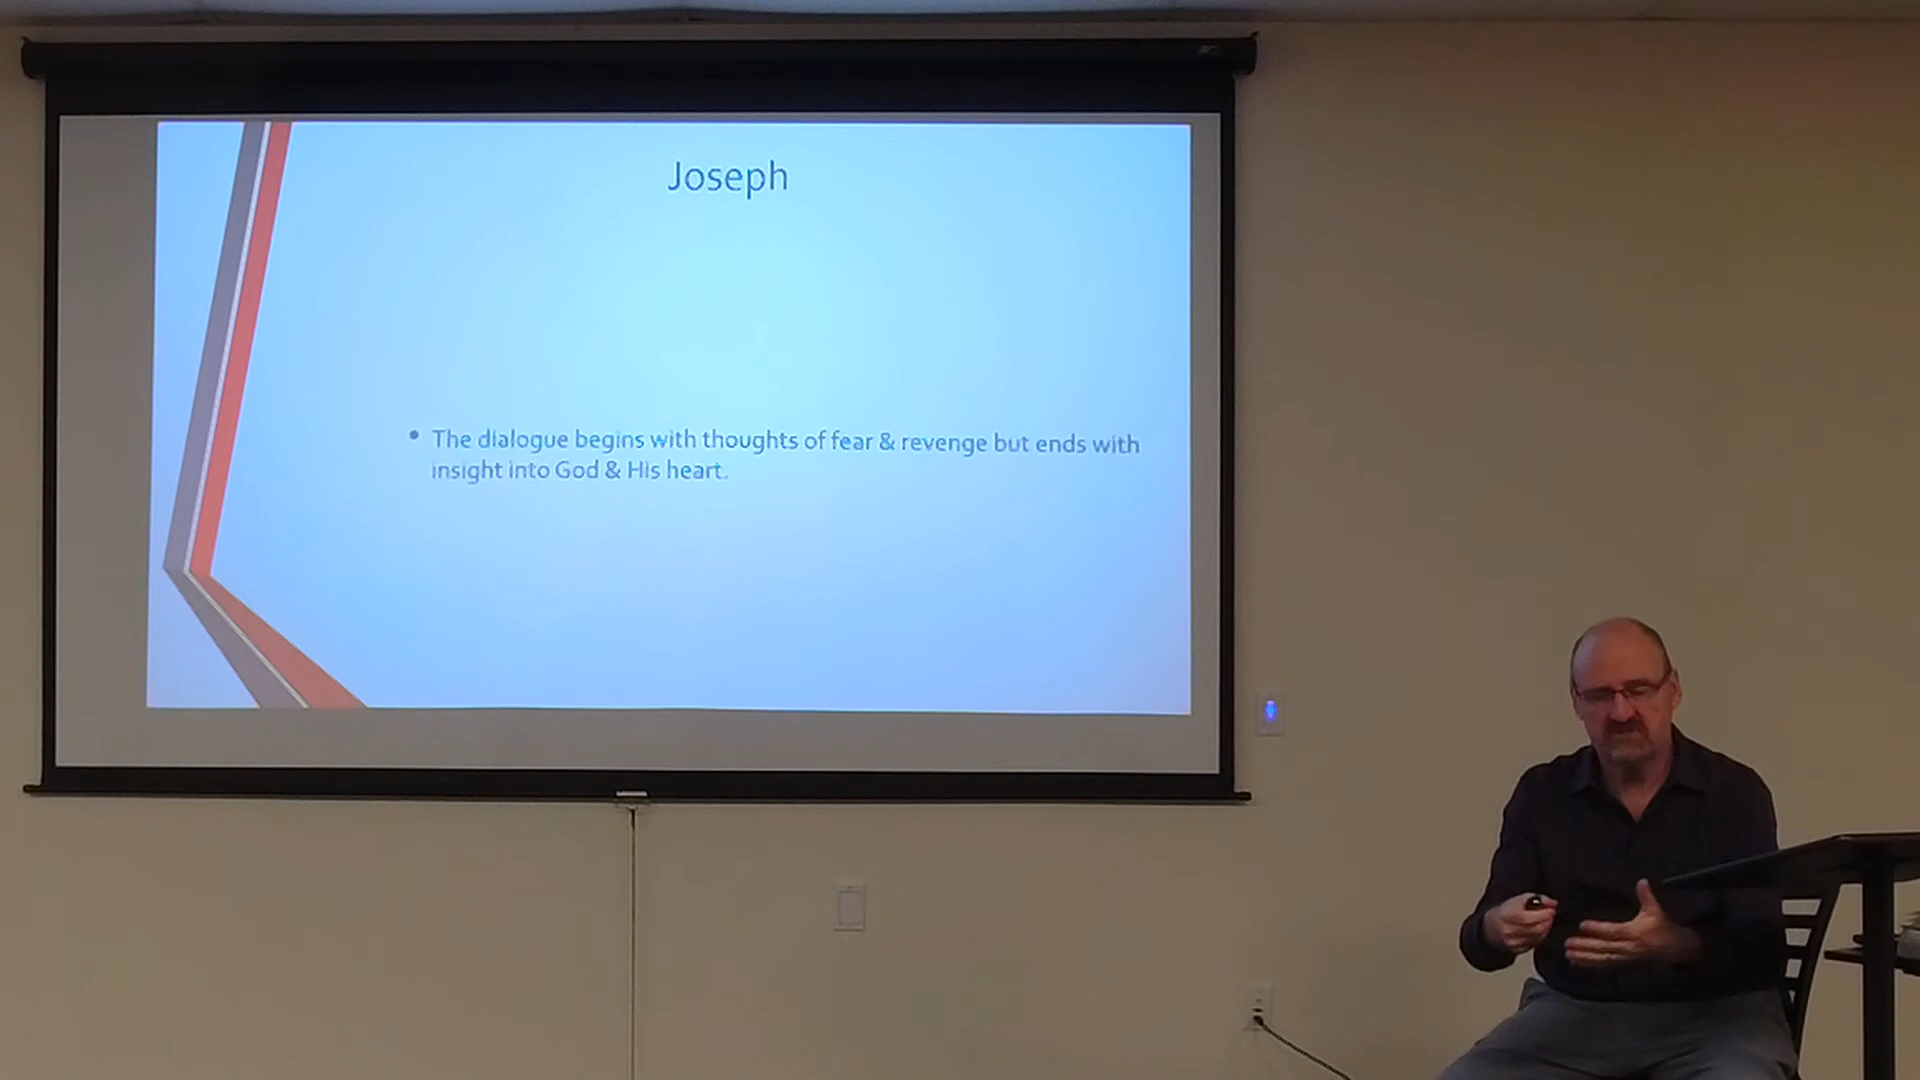 Joseph
• The dialogue begins with thoughts of fear & revenge but ends with
insight into God & His heart.